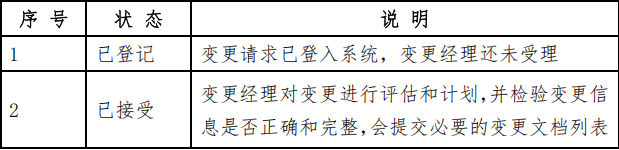 序 号 状 态 说 明
1 已登记 变更请求已登入系统，变更经理还未受理
变更经理对变更进行评估和计划，并检验变更信
2 已接受
息是否正确和完整，会提交必要的变更文档列表